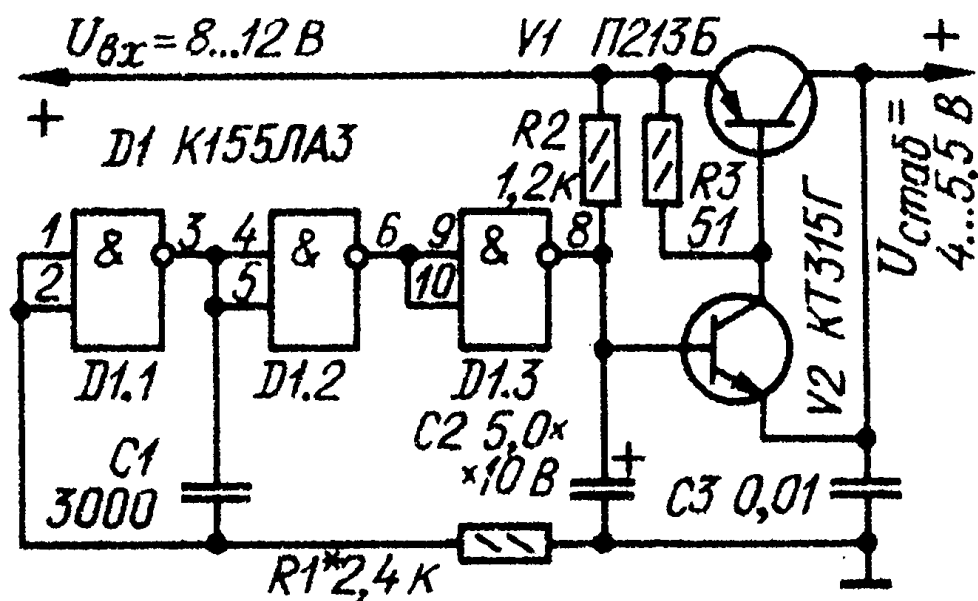 Uвх = 8...12 В
V1 П213Б
+
+
D1 К155ЛА3
R2
1,2к
R3
51
Uстаб =
4...5,5 В
1
2
&
3
4
5
&
6
9
10
&
8
D1.1
D1.2
D1.3
V2 КТ315Г
C1
3000
C2 5,0×
×10 В
+
C3 0,01
R1* 2,4 к